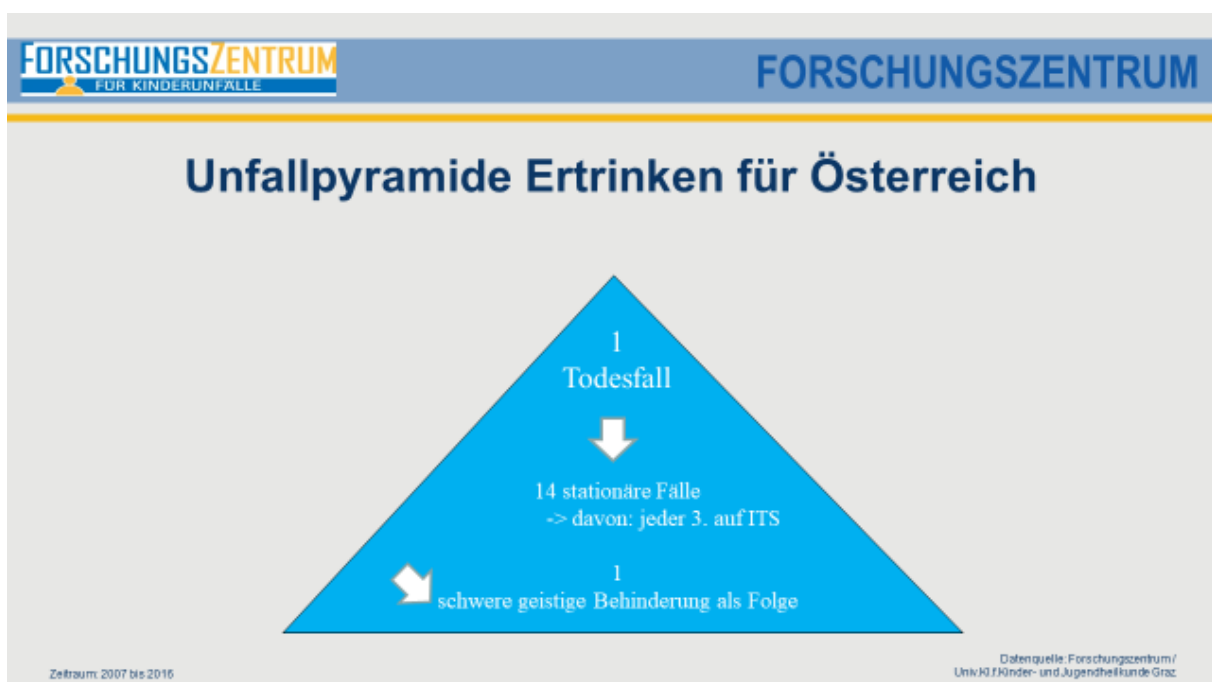 FORSCHUNGSZENTRUM
FÜR KINDERUNFÄLLE
FORSCHUNGSZENTRUM
Unfallpyramide Ertrinken für Österreich
1
Todesfall
14 stationäre Fälle
-> davon: jeder 3. auf ITS
1
schwere geistige Behinderung als Folge
Zeitraum: 2007 bis 2016
Datenquelle: Forschungszentrum /
Univ.Kl.f.Kinder- und Jugendheilkunde Graz